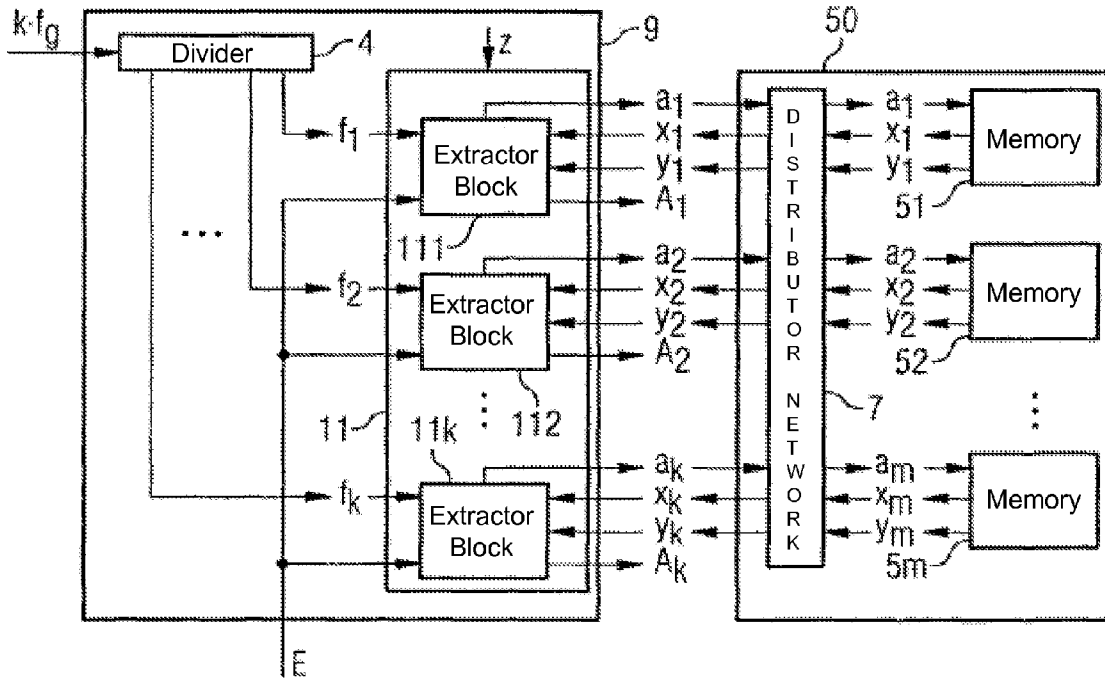 k·fg
Divider
4
9
50
z
f1
Extractor
Block
111
a1
x1
y1
A1
DISTRIBUTOR NETWORK
a1
x1
y1
Memory
51
...
f2
Extractor
Block
112
a2
x2
y2
A2
a2
x2
y2
Memory
52
11
...
7
...
11k
fk
Extractor
Block
ak
xk
yk
Ak
am
xm
ym
Memory
5m
E